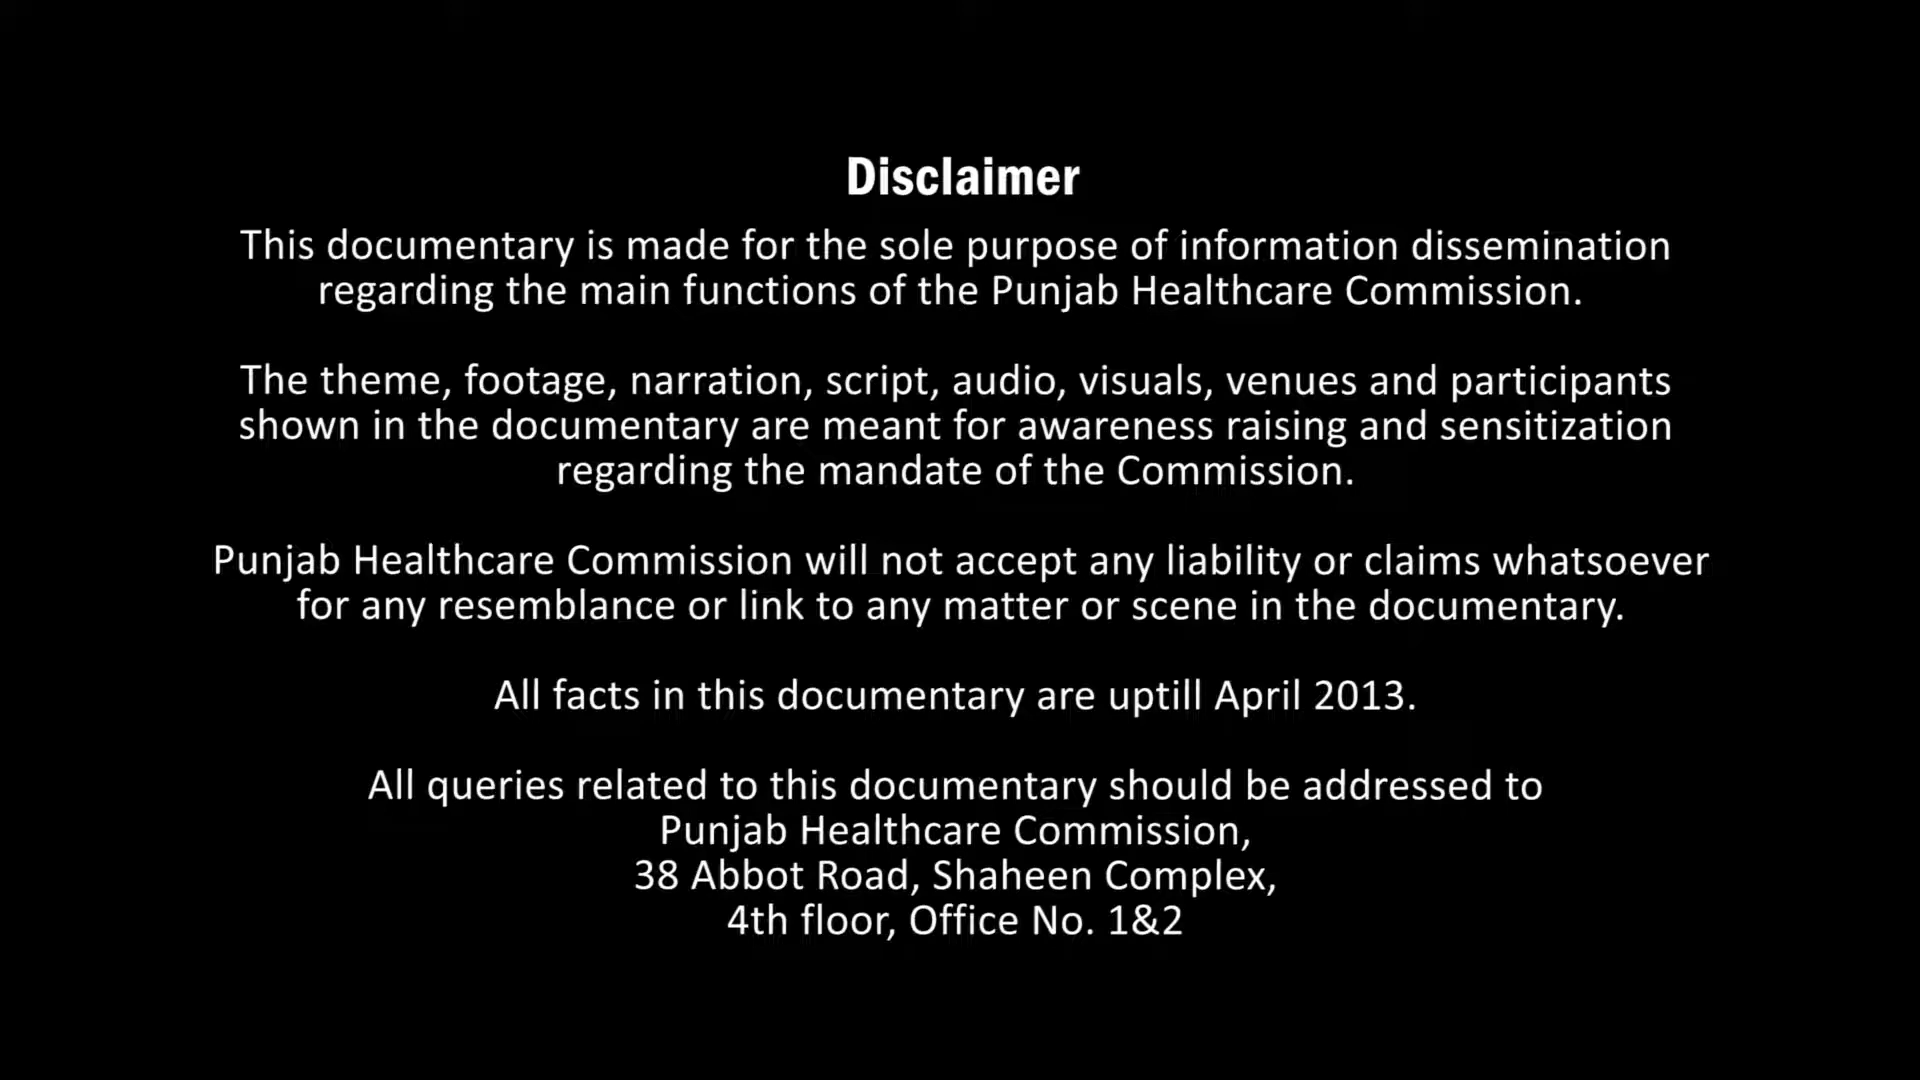 Disclaimer
This documentary is made for the sole purpose of information dissemination
regarding the main functions of the Punjab Healthcare Commission.
The theme, footage, narration, script, audio, visuals, venues and participants
shown in the documentary are meant for awareness raising and sensitization
regarding the mandate of the Commission.
Punjab Healthcare Commission will not accept any liability or claims whatsoever
for any resemblance or link to any matter or scene in the documentary.
All facts in this documentary are uptill April 2013.
All queries related to this documentary should be addressed to
Punjab Healthcare Commission,
38 Abbot Road, Shaheen Complex,
4th floor, Office No. 1&2